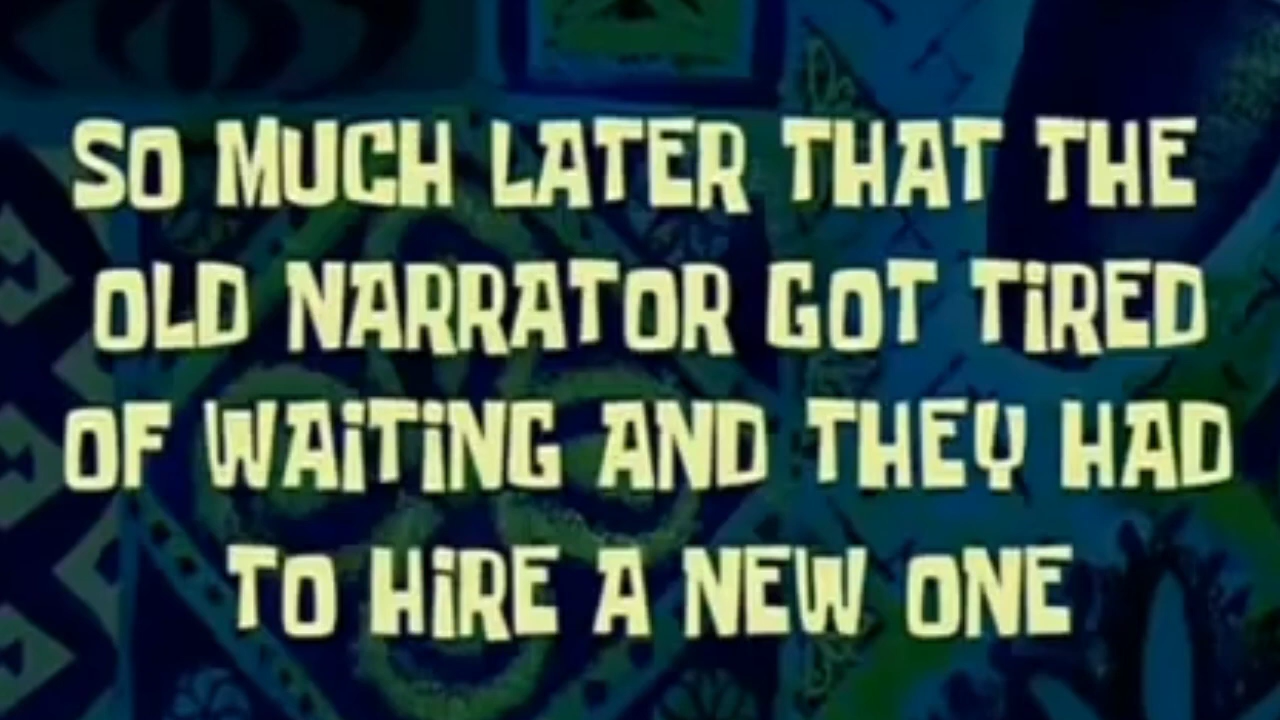 SO MUCH LATER THAT THE
OLD NARRATOR GOT TiRED
OF WAiTiNG AND THEY HAD
TO HiRE A NEW ONE